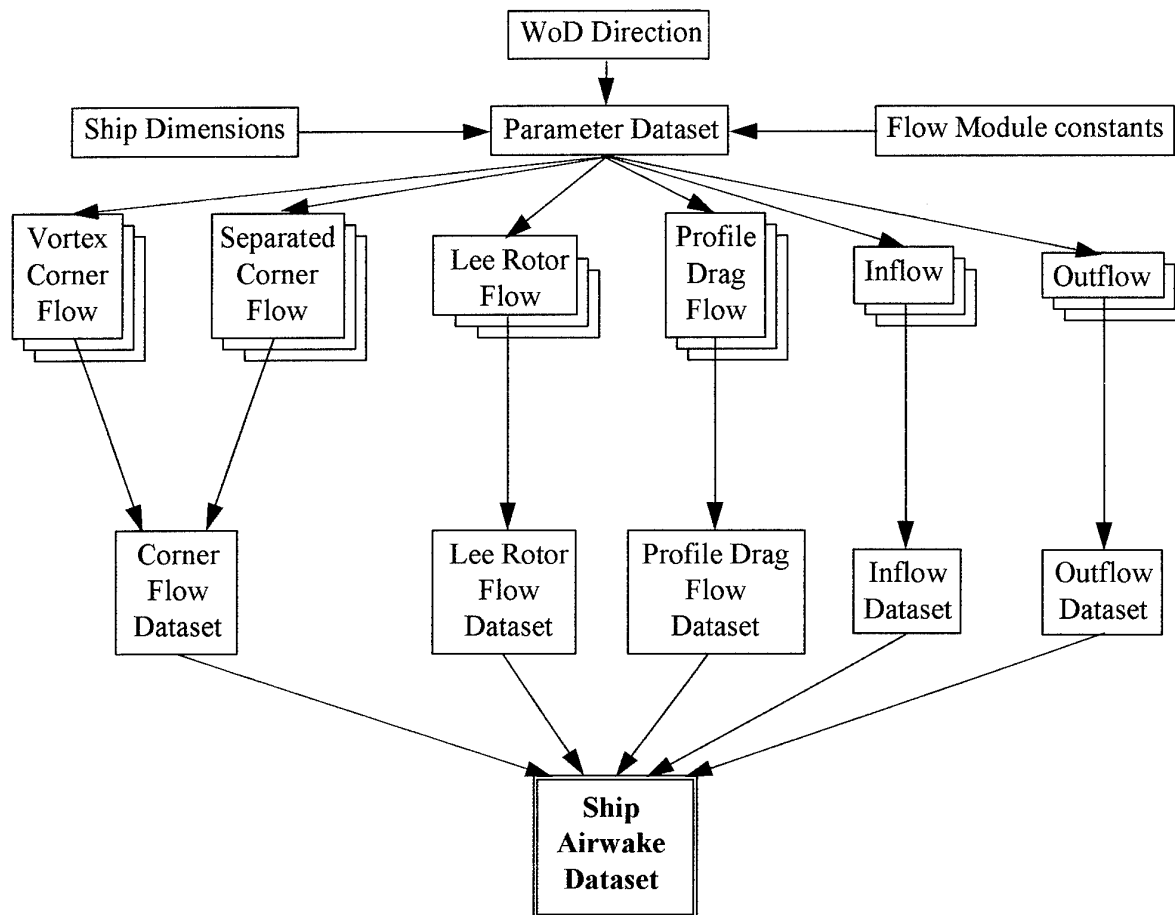 WoD Direction
Ship Dimensions
Parameter Dataset
Flow Module constants
Vortex
Corner
Flow
Separated
Corner
Flow
Lee Rotor
Flow
Profile
Drag
Flow
Inflow
Outflow
Corner
Flow
Dataset
Lee Rotor
Flow
Dataset
Profile Drag
Flow
Dataset
Inflow
Dataset
Outflow
Dataset
Ship
Airwake
Dataset